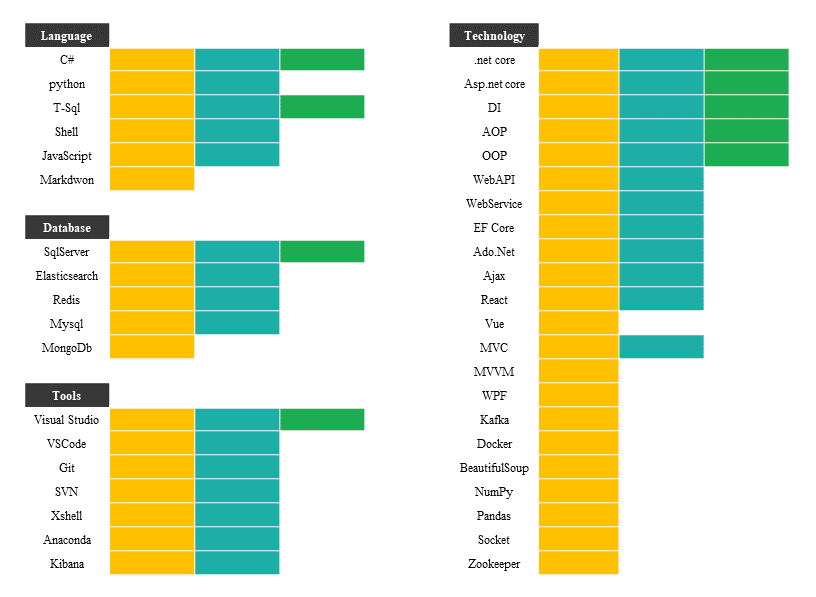 Language
C#
python
T-Sql
Shell
JavaScript
Markdwon
Database
SqlServer
Elasticsearch
Redis
Mysql
MongoDb
Tools
Visual Studio
VSCode
Git
SVN
Xshell
Anaconda
Kibana
Technology
.net core
Asp.net core
DI
AOP
OOP
WebAPI
WebService
EF Core
Ado.Net
Ajax
React
Vue
MVC
MVVM
WPF
Kafka
Docker
BeautifulSoup
NumPy
Pandas
Socket
Zookeeper